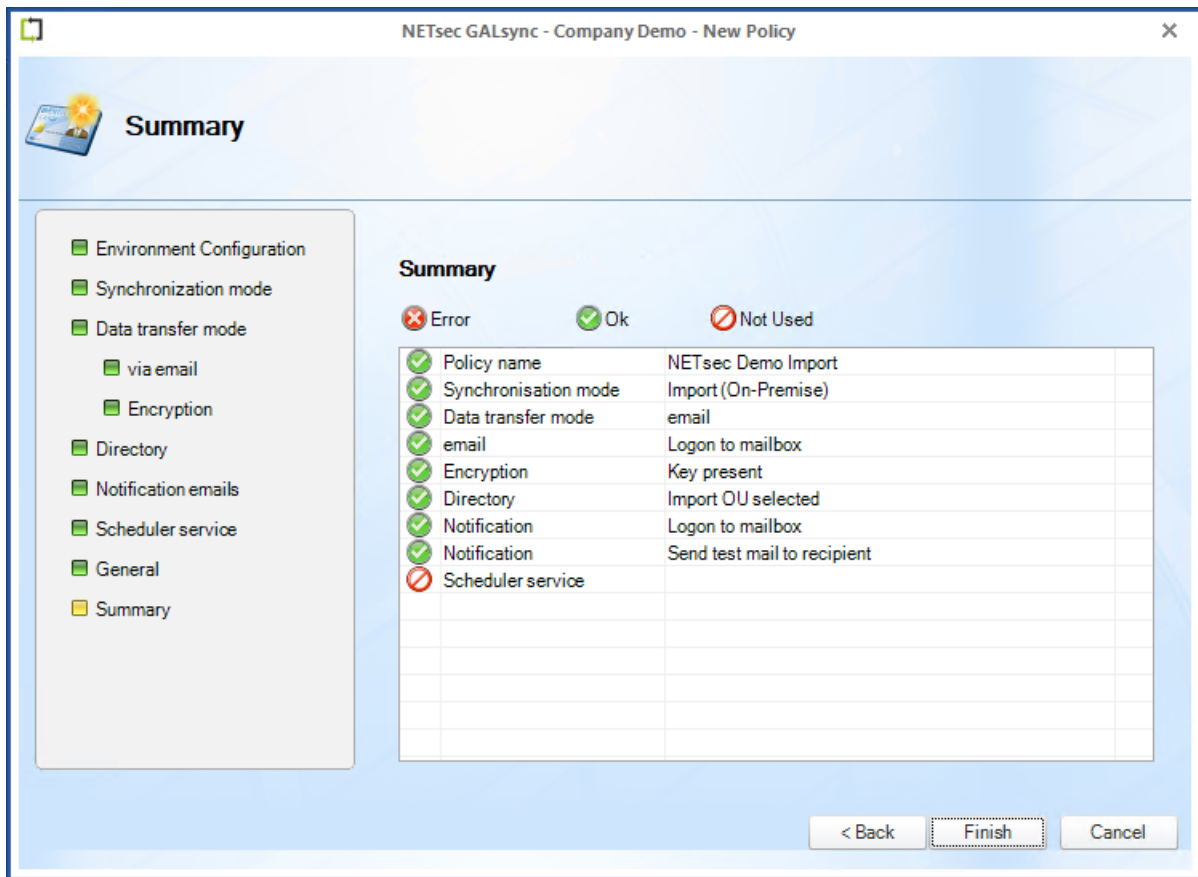 NETsec GALsync - Company Demo - New Policy
Summary
Environment Configuration
Synchronization mode
Data transfer mode
via email
Encryption
Directory
Notification emails
Scheduler service
General
Summary
Summary
Error Ok Not Used
Policy name NETsec Demo Import
Synchronisation mode Import (On-Premise)
Data transfer mode email
email Logon to mailbox
Encryption Key present
Directory Import OU selected
Notification Logon to mailbox
Notification Send test mail to recipient
Scheduler service
< Back Finish Cancel